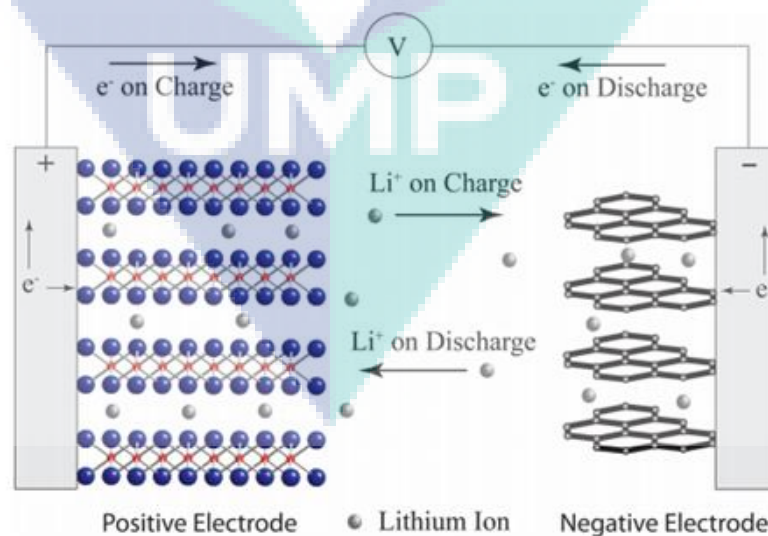 V
e⁻ on Charge
e⁻ on Discharge
UMP
+
−
Li⁺ on Charge
e⁻
e
Li⁺ on Discharge
Positive Electrode
Lithium Ion
Negative Electrode